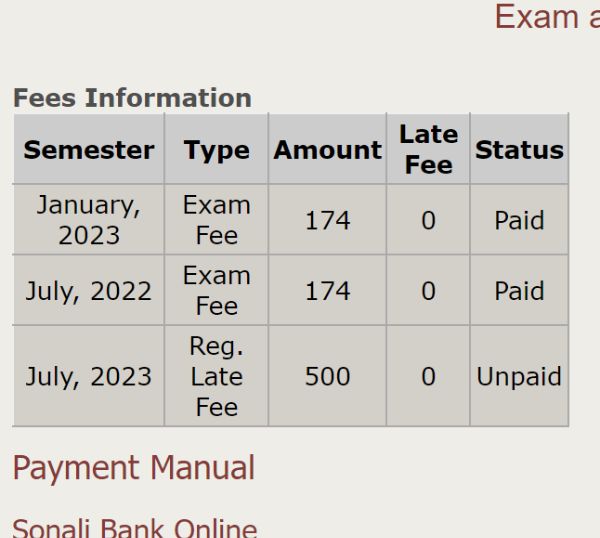 Exam a
Fees Information
Semester Type Amount Late Fee Status
January, 2023 Exam Fee 174 0 Paid
July, 2022 Exam Fee 174 0 Paid
July, 2023 Reg. Late Fee 500 0 Unpaid
Payment Manual
Sonali Bank Online